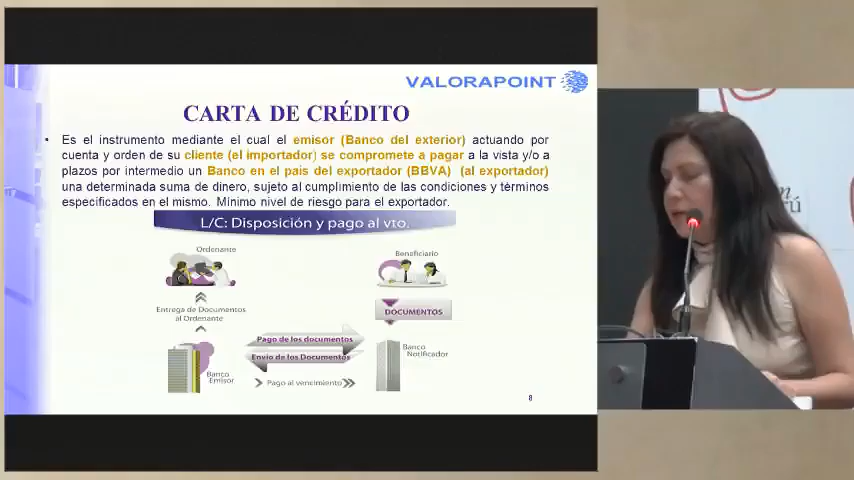 VALORAPOINT
CARTA DE CRÉDITO
• Es el instrumento mediante el cual el emisor (Banco del exterior) actuando por
cuenta y orden de su cliente (el importador) se compromete a pagar a la vista y/o a
plazos por intermedio un Banco en el pais del exportador (BBVA) (al exportador)
una determinada suma de dinero, sujeto al cumplimiento de las condiciones y términos
especificados en el mismo. Mínimo nivel de riesgo para el exportador.
L/C: Disposición y pago al vto.
Ordenante
Beneficiario
Entrega de Documentos
al Ordenante
DOCUMENTOS
Pago de los documentos
Envío de los Documentos
Banco
Notificador
Banco
Emisor
Pago al vencimiento
8